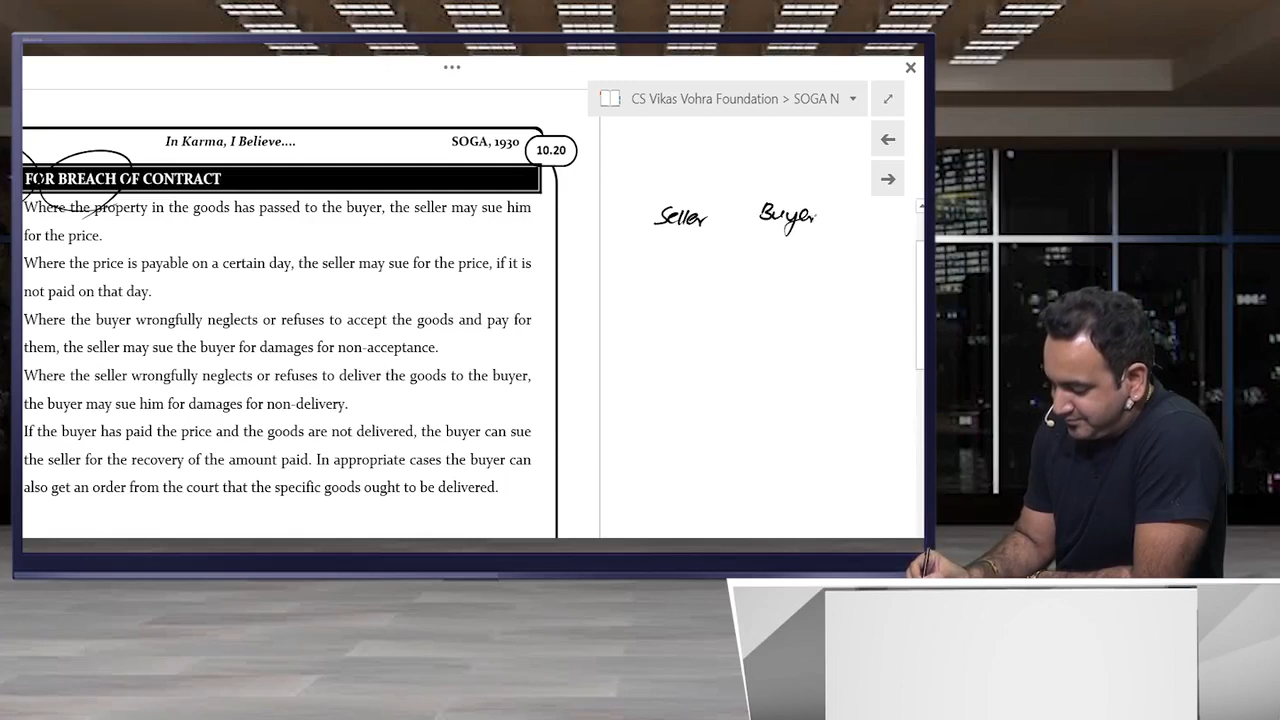 CS Vikas Vohra Foundation > SOGA N
In Karma, I Believe.... SOGA, 1930 10.20
FOR BREACH OF CONTRACT
Where the property in the goods has passed to the buyer, the seller may sue him
for the price.
Where the price is payable on a certain day, the seller may sue for the price, if it is
not paid on that day.
Where the buyer wrongfully neglects or refuses to accept the goods and pay for
them, the seller may sue the buyer for damages for non-acceptance.
Where the seller wrongfully neglects or refuses to deliver the goods to the buyer,
the buyer may sue him for damages for non-delivery.
If the buyer has paid the price and the goods are not delivered, the buyer can sue
the seller for the recovery of the amount paid. In appropriate cases the buyer can
also get an order from the court that the specific goods ought to be delivered.
Seller Buyer